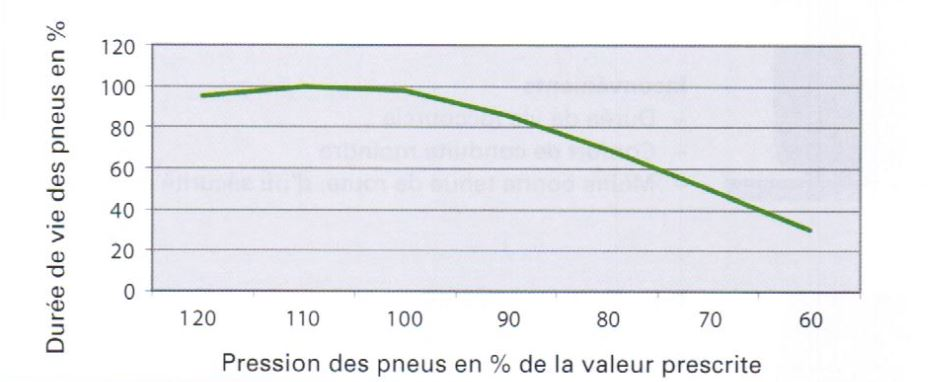 Durée de vie des pneus en %
120
100
80
60
40
20
0
120 110 100 90 80 70 60
Pression des pneus en % de la valeur prescrite